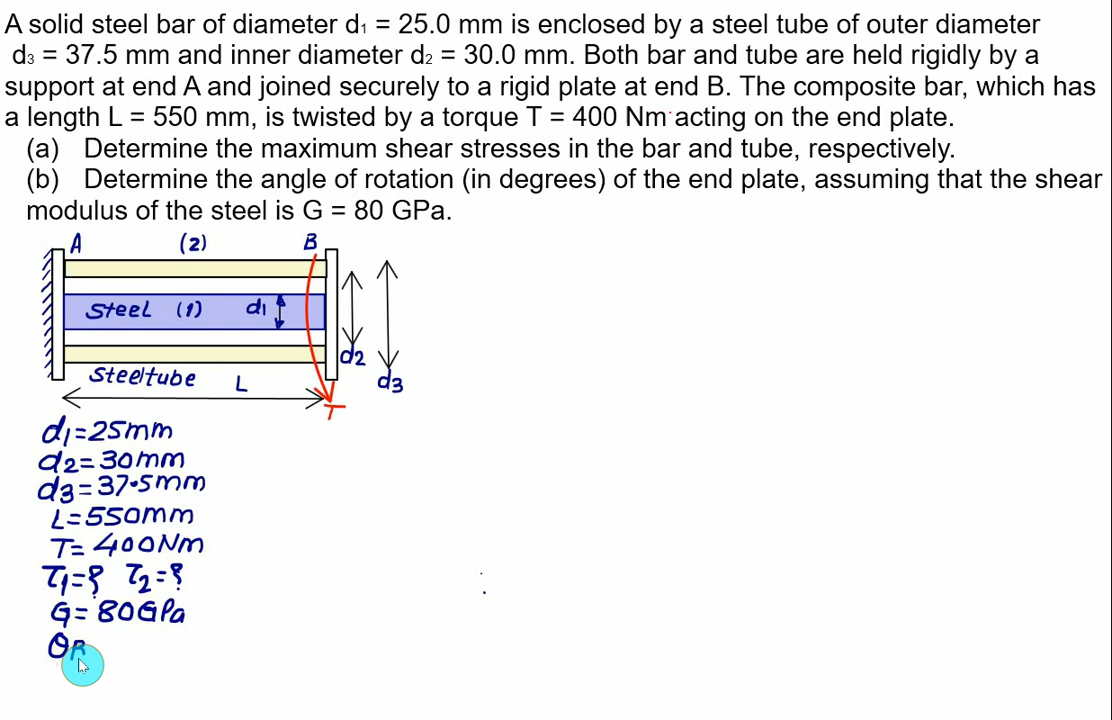 A solid steel bar of diameter d₁ = 25.0 mm is enclosed by a steel tube of outer diameter
d₃ = 37.5 mm and inner diameter d₂ = 30.0 mm. Both bar and tube are held rigidly by a
support at end A and joined securely to a rigid plate at end B. The composite bar, which has
a length L = 550 mm, is twisted by a torque T = 400 Nm acting on the end plate.
(a) Determine the maximum shear stresses in the bar and tube, respectively.
(b) Determine the angle of rotation (in degrees) of the end plate, assuming that the shear
modulus of the steel is G = 80 GPa.
A (2) B
Steel (1) d1
d2
Steel tube L
d3
T
d1=25mm
d2=30mm
d3=37.5mm
L=550mm
T=400Nm
τ1=? τ2=?
G=80GPa
θB